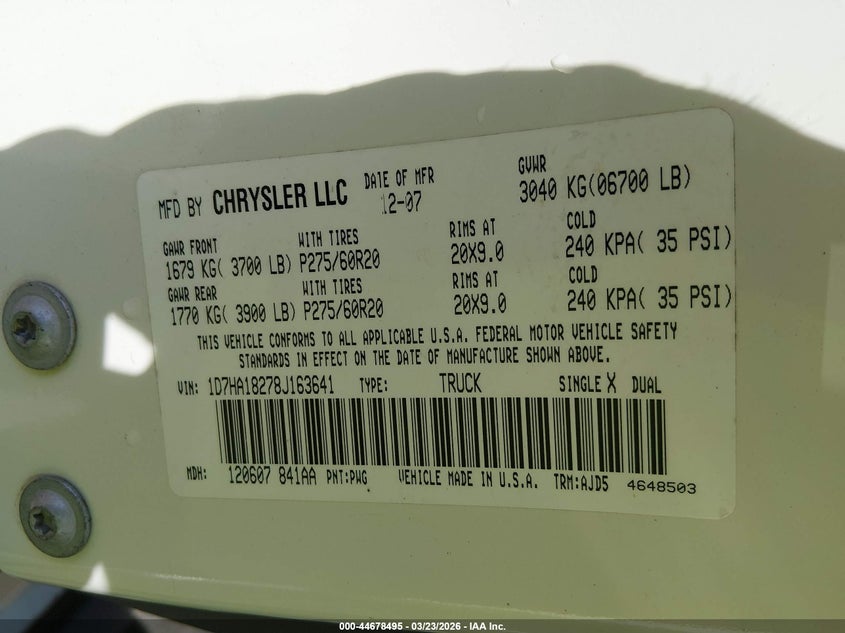 MFD BY CHRYSLER LLC DATE OF MFR 12-07 GVWR 3040 KG(06700 LB)
GAWR FRONT WITH TIRES RIMS AT COLD
1679 KG( 3700 LB) P275/60R20 20X9.0 240 KPA( 35 PSI)
GAWR REAR WITH TIRES RIMS AT COLD
1770 KG( 3900 LB) P275/60R20 20X9.0 240 KPA( 35 PSI)
THIS VEHICLE CONFORMS TO ALL APPLICABLE U.S.A. FEDERAL MOTOR VEHICLE SAFETY
STANDARDS IN EFFECT ON THE DATE OF MANUFACTURE SHOWN ABOVE.
VIN: 1D7HA18278J163641 TYPE: TRUCK SINGLE X DUAL
MDH: 120607 841AA PNT:PWG VEHICLE MADE IN U.S.A. TRM:AJD5 4648503
000-44678495 - 03/23/2026 - IAA Inc.